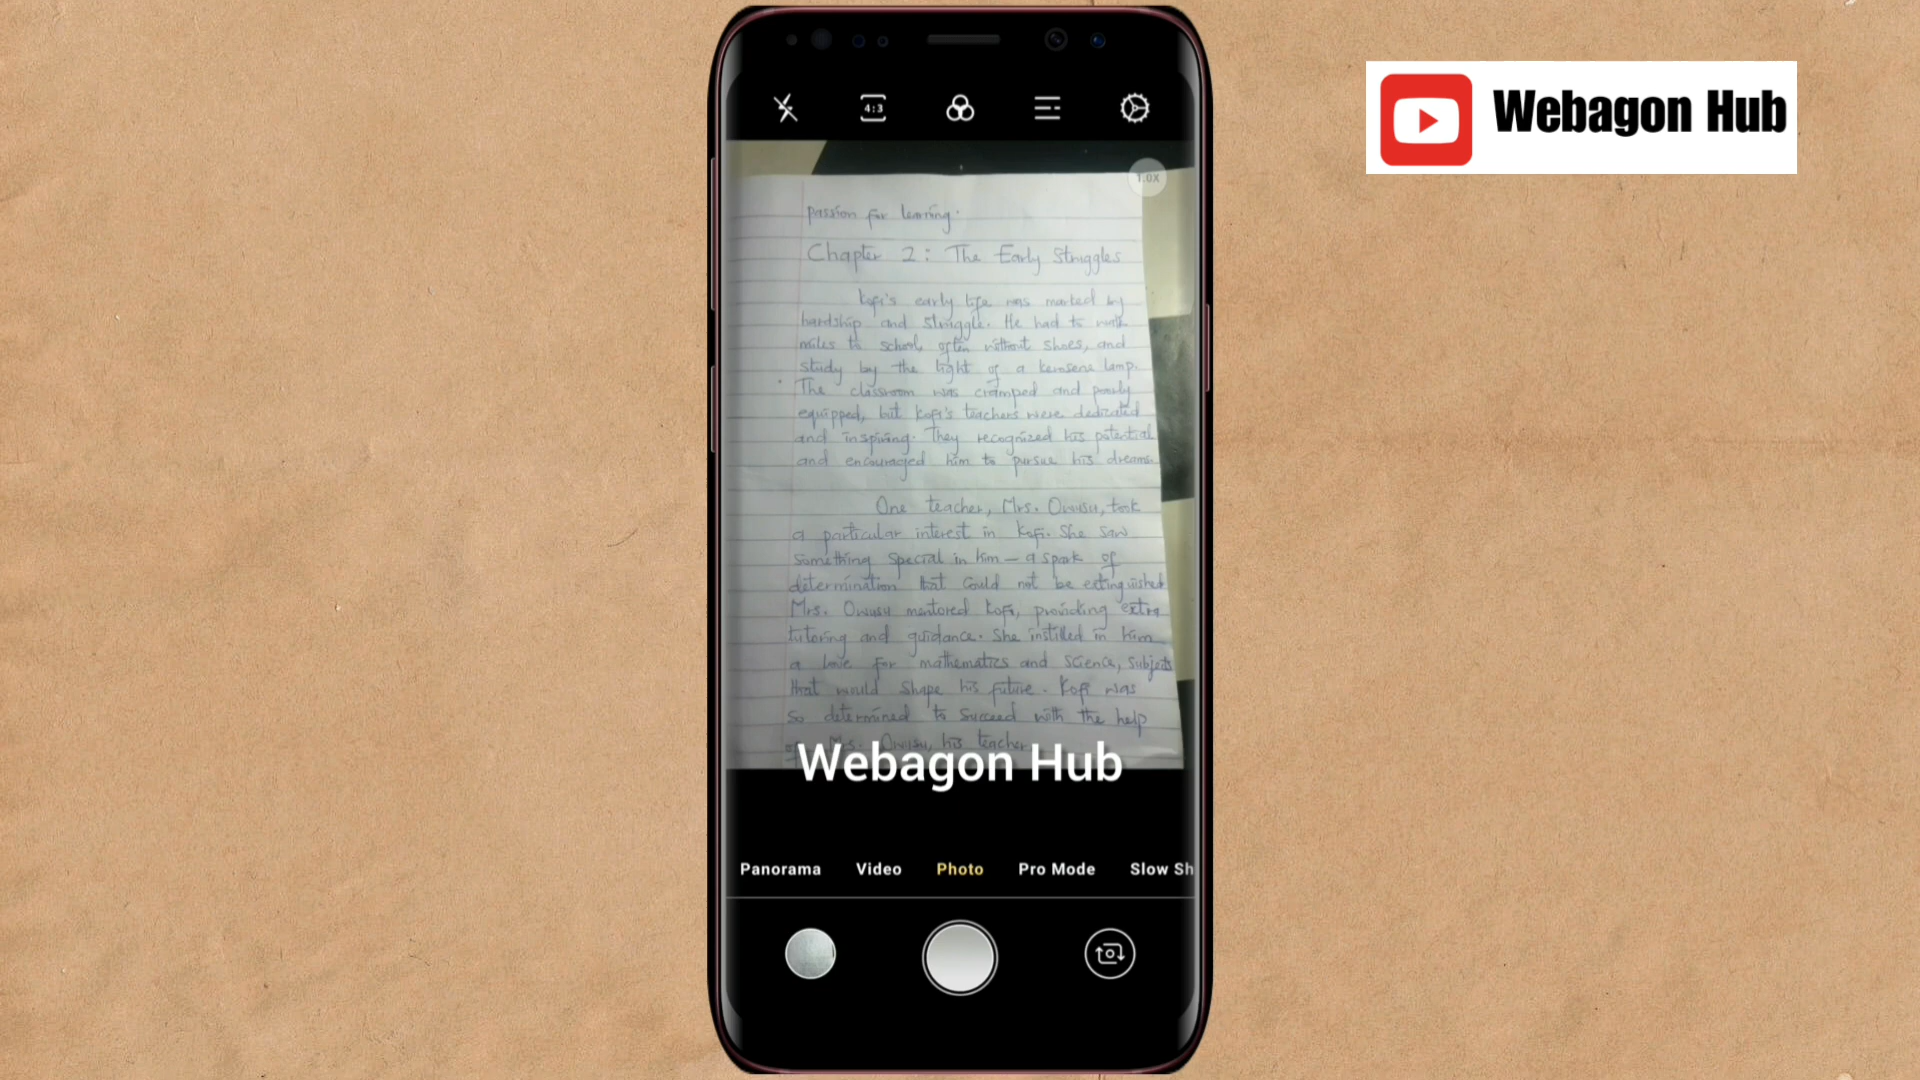 4:3
Webagon Hub
1.0X
passion for learning.
Chapter 2: The Early Struggles
Kofi's early life was marked by
hardship and struggle. He had to walk
miles to school, often without shoes, and
study by the light of a kerosene lamp.
The classroom was cramped and poorly
equipped, but Kofi's teachers were dedicated
and inspiring. They recognized his potential
and encouraged him to pursue his dreams.
One teacher, Mrs. Owusu, took
a particular interest in Kofi. She saw
something special in him — a spark of
determination that could not be extinguished.
Mrs. Owusu mentored Kofi, providing extra
tutoring and guidance. She instilled in him
a love for mathematics and science, subjects
that would shape his future. Kofi was
so determined to succeed with the help
of Mrs. Owusu, his teacher
Webagon Hub
Panorama Video Photo Pro Mode Slow Sh